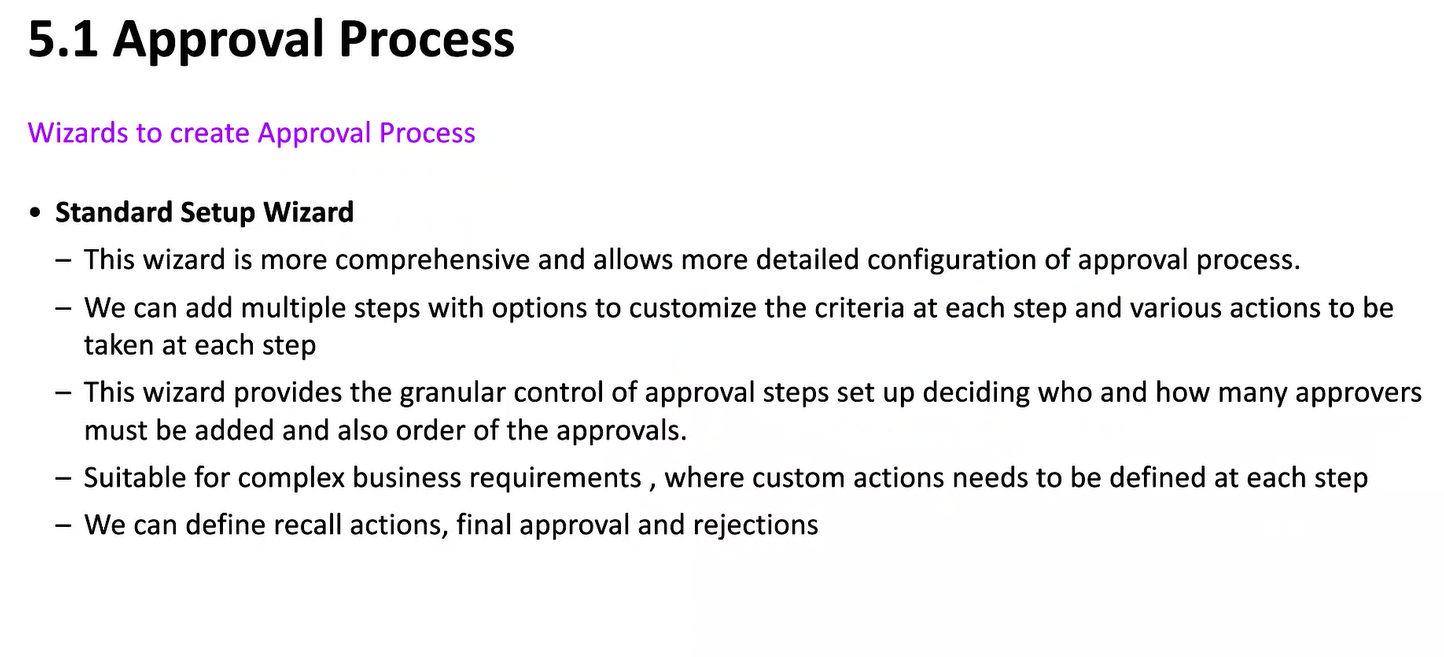 5.1 Approval Process
Wizards to create Approval Process
• Standard Setup Wizard
– This wizard is more comprehensive and allows more detailed configuration of approval process.
– We can add multiple steps with options to customize the criteria at each step and various actions to be
taken at each step
– This wizard provides the granular control of approval steps set up deciding who and how many approvers
must be added and also order of the approvals.
– Suitable for complex business requirements , where custom actions needs to be defined at each step
– We can define recall actions, final approval and rejections